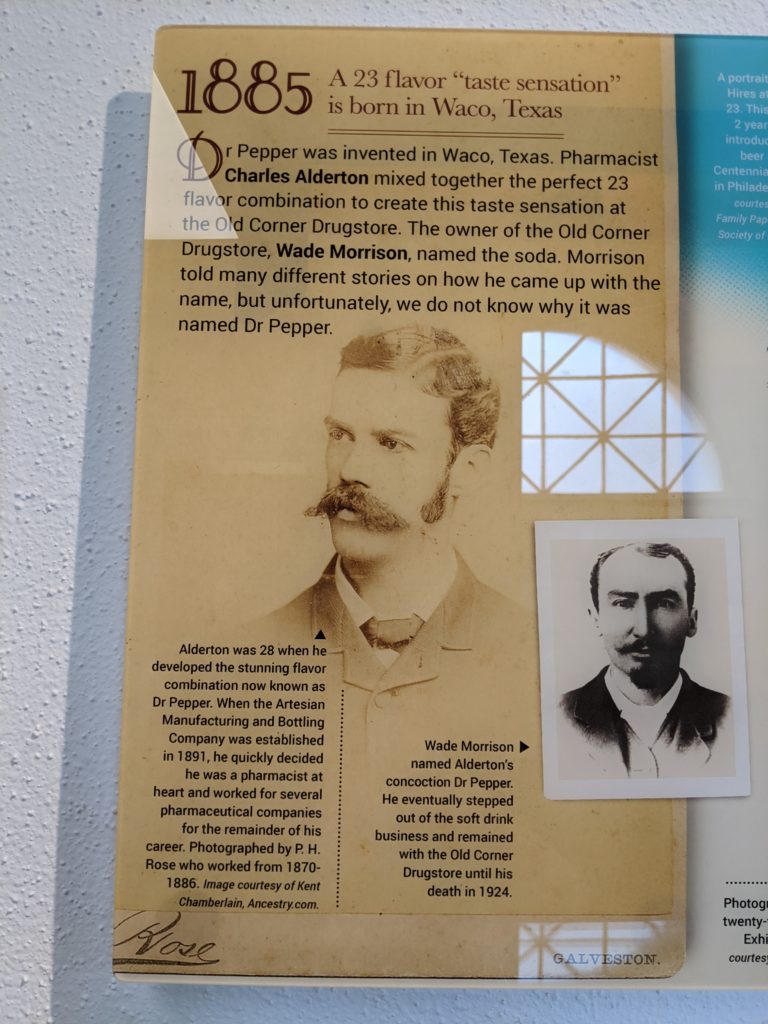 1885
A 23 flavor “taste sensation”
is born in Waco, Texas
Dr Pepper was invented in Waco, Texas. Pharmacist
Charles Alderton mixed together the perfect 23
flavor combination to create this taste sensation at
the Old Corner Drugstore. The owner of the Old Corner
Drugstore, Wade Morrison, named the soda. Morrison
told many different stories on how he came up with the
name, but unfortunately, we do not know why it was
named Dr Pepper.
Alderton was 28 when he
developed the stunning flavor
combination now known as
Dr Pepper. When the Artesian
Manufacturing and Bottling
Company was established
in 1891, he quickly decided
he was a pharmacist at
heart and worked for several
pharmaceutical companies
for the remainder of his
career. Photographed by P. H.
Rose who worked from 1870-
1886. Image courtesy of Kent
Chamberlain, Ancestry.com.
Wade Morrison
named Alderton's
concoction Dr Pepper.
He eventually stepped
out of the soft drink
business and remained
with the Old Corner
Drugstore until his
death in 1924.
Rose
GALVESTON.
A portrait
Hires at
23. This
2 year
introdu
beer
Centennia
in Philade
courtes
Family Pap
Society of
Photogr
twenty-
Exhi
courtesy